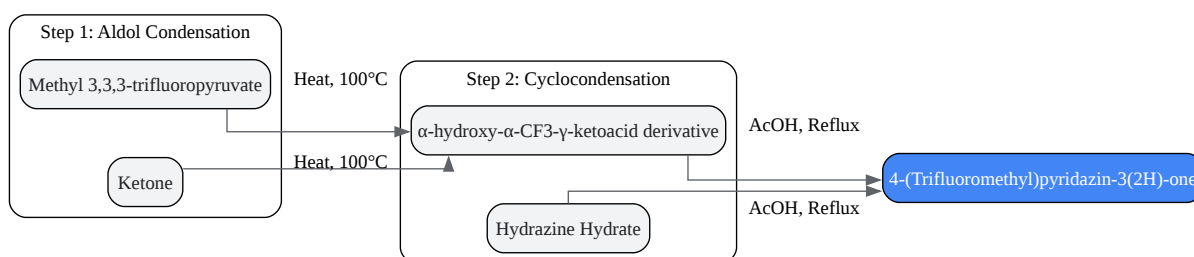 Step 1: Aldol Condensation
Methyl 3,3,3-trifluoropyruvate
Ketone
Heat, 100°C
Heat, 100°C
Step 2: Cyclocondensation
α-hydroxy-α-CF3-γ-ketoacid derivative
Hydrazine Hydrate
AcOH, Reflux
AcOH, Reflux
4-(Trifluoromethyl)pyridazin-3(2H)-one